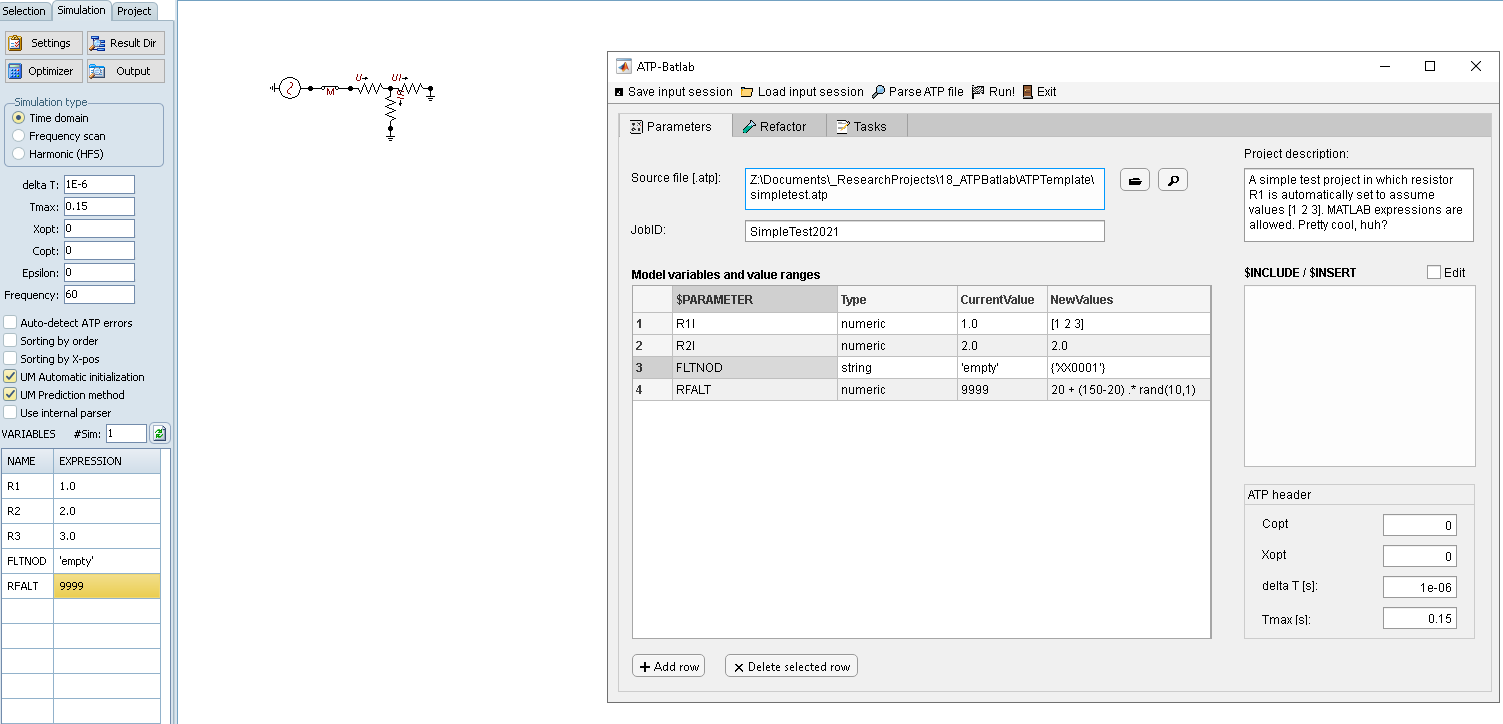 Selection Simulation Project
Settings Result Dir
Optimizer Output
Simulation type
Time domain
Frequency scan
Harmonic (HFS)
delta T: 1E-6
Tmax: 0.15
Xopt: 0
Copt: 0
Epsilon: 0
Frequency: 60
Auto-detect ATP errors
Sorting by order
Sorting by X-pos
UM Automatic initialization
UM Prediction method
Use internal parser
VARIABLES #Sim: 1
NAME EXPRESSION
R1 1.0
R2 2.0
R3 3.0
FLTNOD 'empty'
RFALT 9999
U UI
M
ATP-Batlab
Save input session Load input session Parse ATP file Run! Exit
Parameters Refactor Tasks
Source file [.atp]: Z:\Documents\_ResearchProjects\18_ATPBatlab\ATPTemplate\
simpletest.atp
JobID: SimpleTest2021
Model variables and value ranges
$PARAMETER Type CurrentValue NewValues
1 R1I numeric 1.0 [1 2 3]
2 R2I numeric 2.0 2.0
3 FLTNOD string 'empty' {'XX0001'}
4 RFALT numeric 9999 20 + (150-20) .* rand(10,1)
Add row Delete selected row
Project description:
A simple test project in which resistor
R1 is automatically set to assume
values [1 2 3]. MATLAB expressions are
allowed. Pretty cool, huh?
$INCLUDE / $INSERT Edit
ATP header
Copt 0
Xopt 0
delta T [s]: 1e-06
Tmax [s]: 0.15